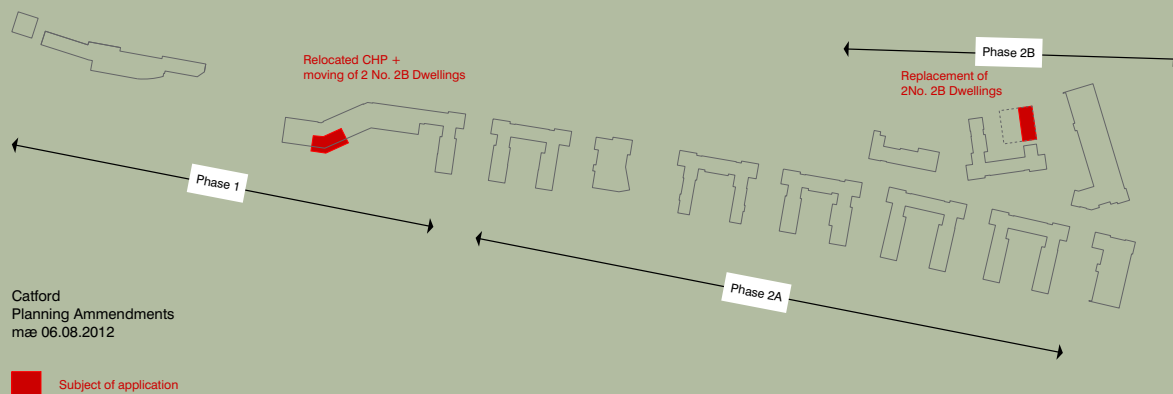 Phase 2B
Relocated CHP +
moving of 2 No. 2B Dwellings
Replacement of
2No. 2B Dwellings
Phase 1
Phase 2A
Catford
Planning Ammendments
mæ 06.08.2012
Subject of application